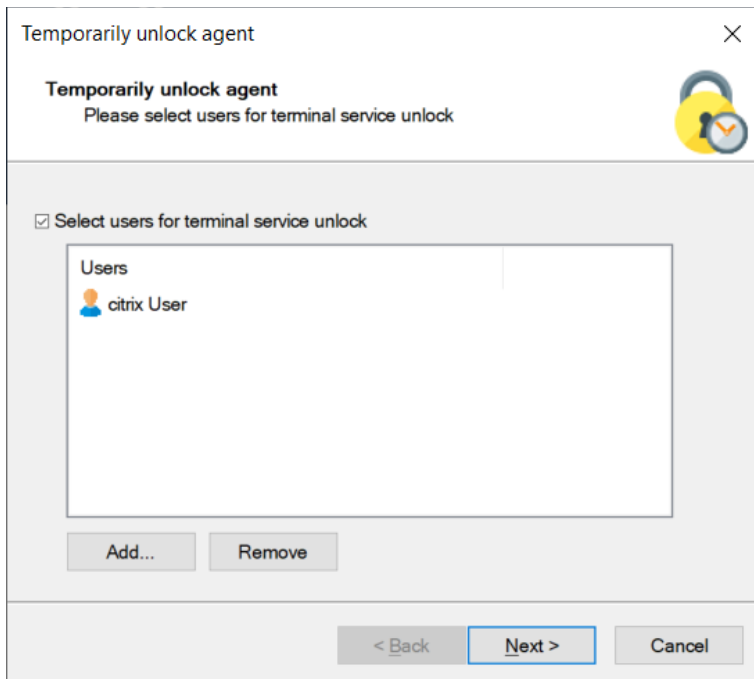 Temporarily unlock agent
Temporarily unlock agent
Please select users for terminal service unlock
Select users for terminal service unlock
Users
citrix User
Add...
Remove
< Back
Next >
Cancel